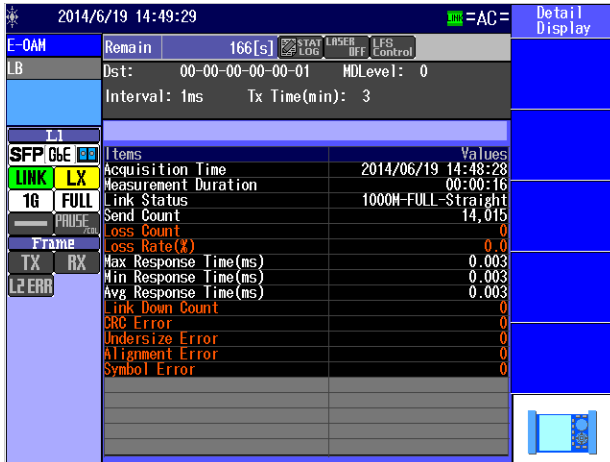 2014/6/19 14:49:29 LINK =AC= Detail Display
E-OAM
LB
Remain 166[s] STAT LOG LASER OFF LFS Control
Dst: 00-00-00-00-00-01 MDLevel: 0
Interval: 1ms Tx Time(min): 3
L1
SFP GbE
LINK LX
1G FULL
PAUSE /COL
Frame
TX RX
L2 ERR
Items Values
Acquisition Time 2014/06/19 14:48:28
Measurement Duration 00:00:16
Link Status 1000M-FULL-Straight
Send Count 14,015
Loss Count 0
Loss Rate(%) 0.0
Max Response Time(ms) 0.003
Min Response Time(ms) 0.003
Avg Response Time(ms) 0.003
Link Down Count 0
CRC Error 0
Undersize Error 0
Alignment Error 0
Symbol Error 0